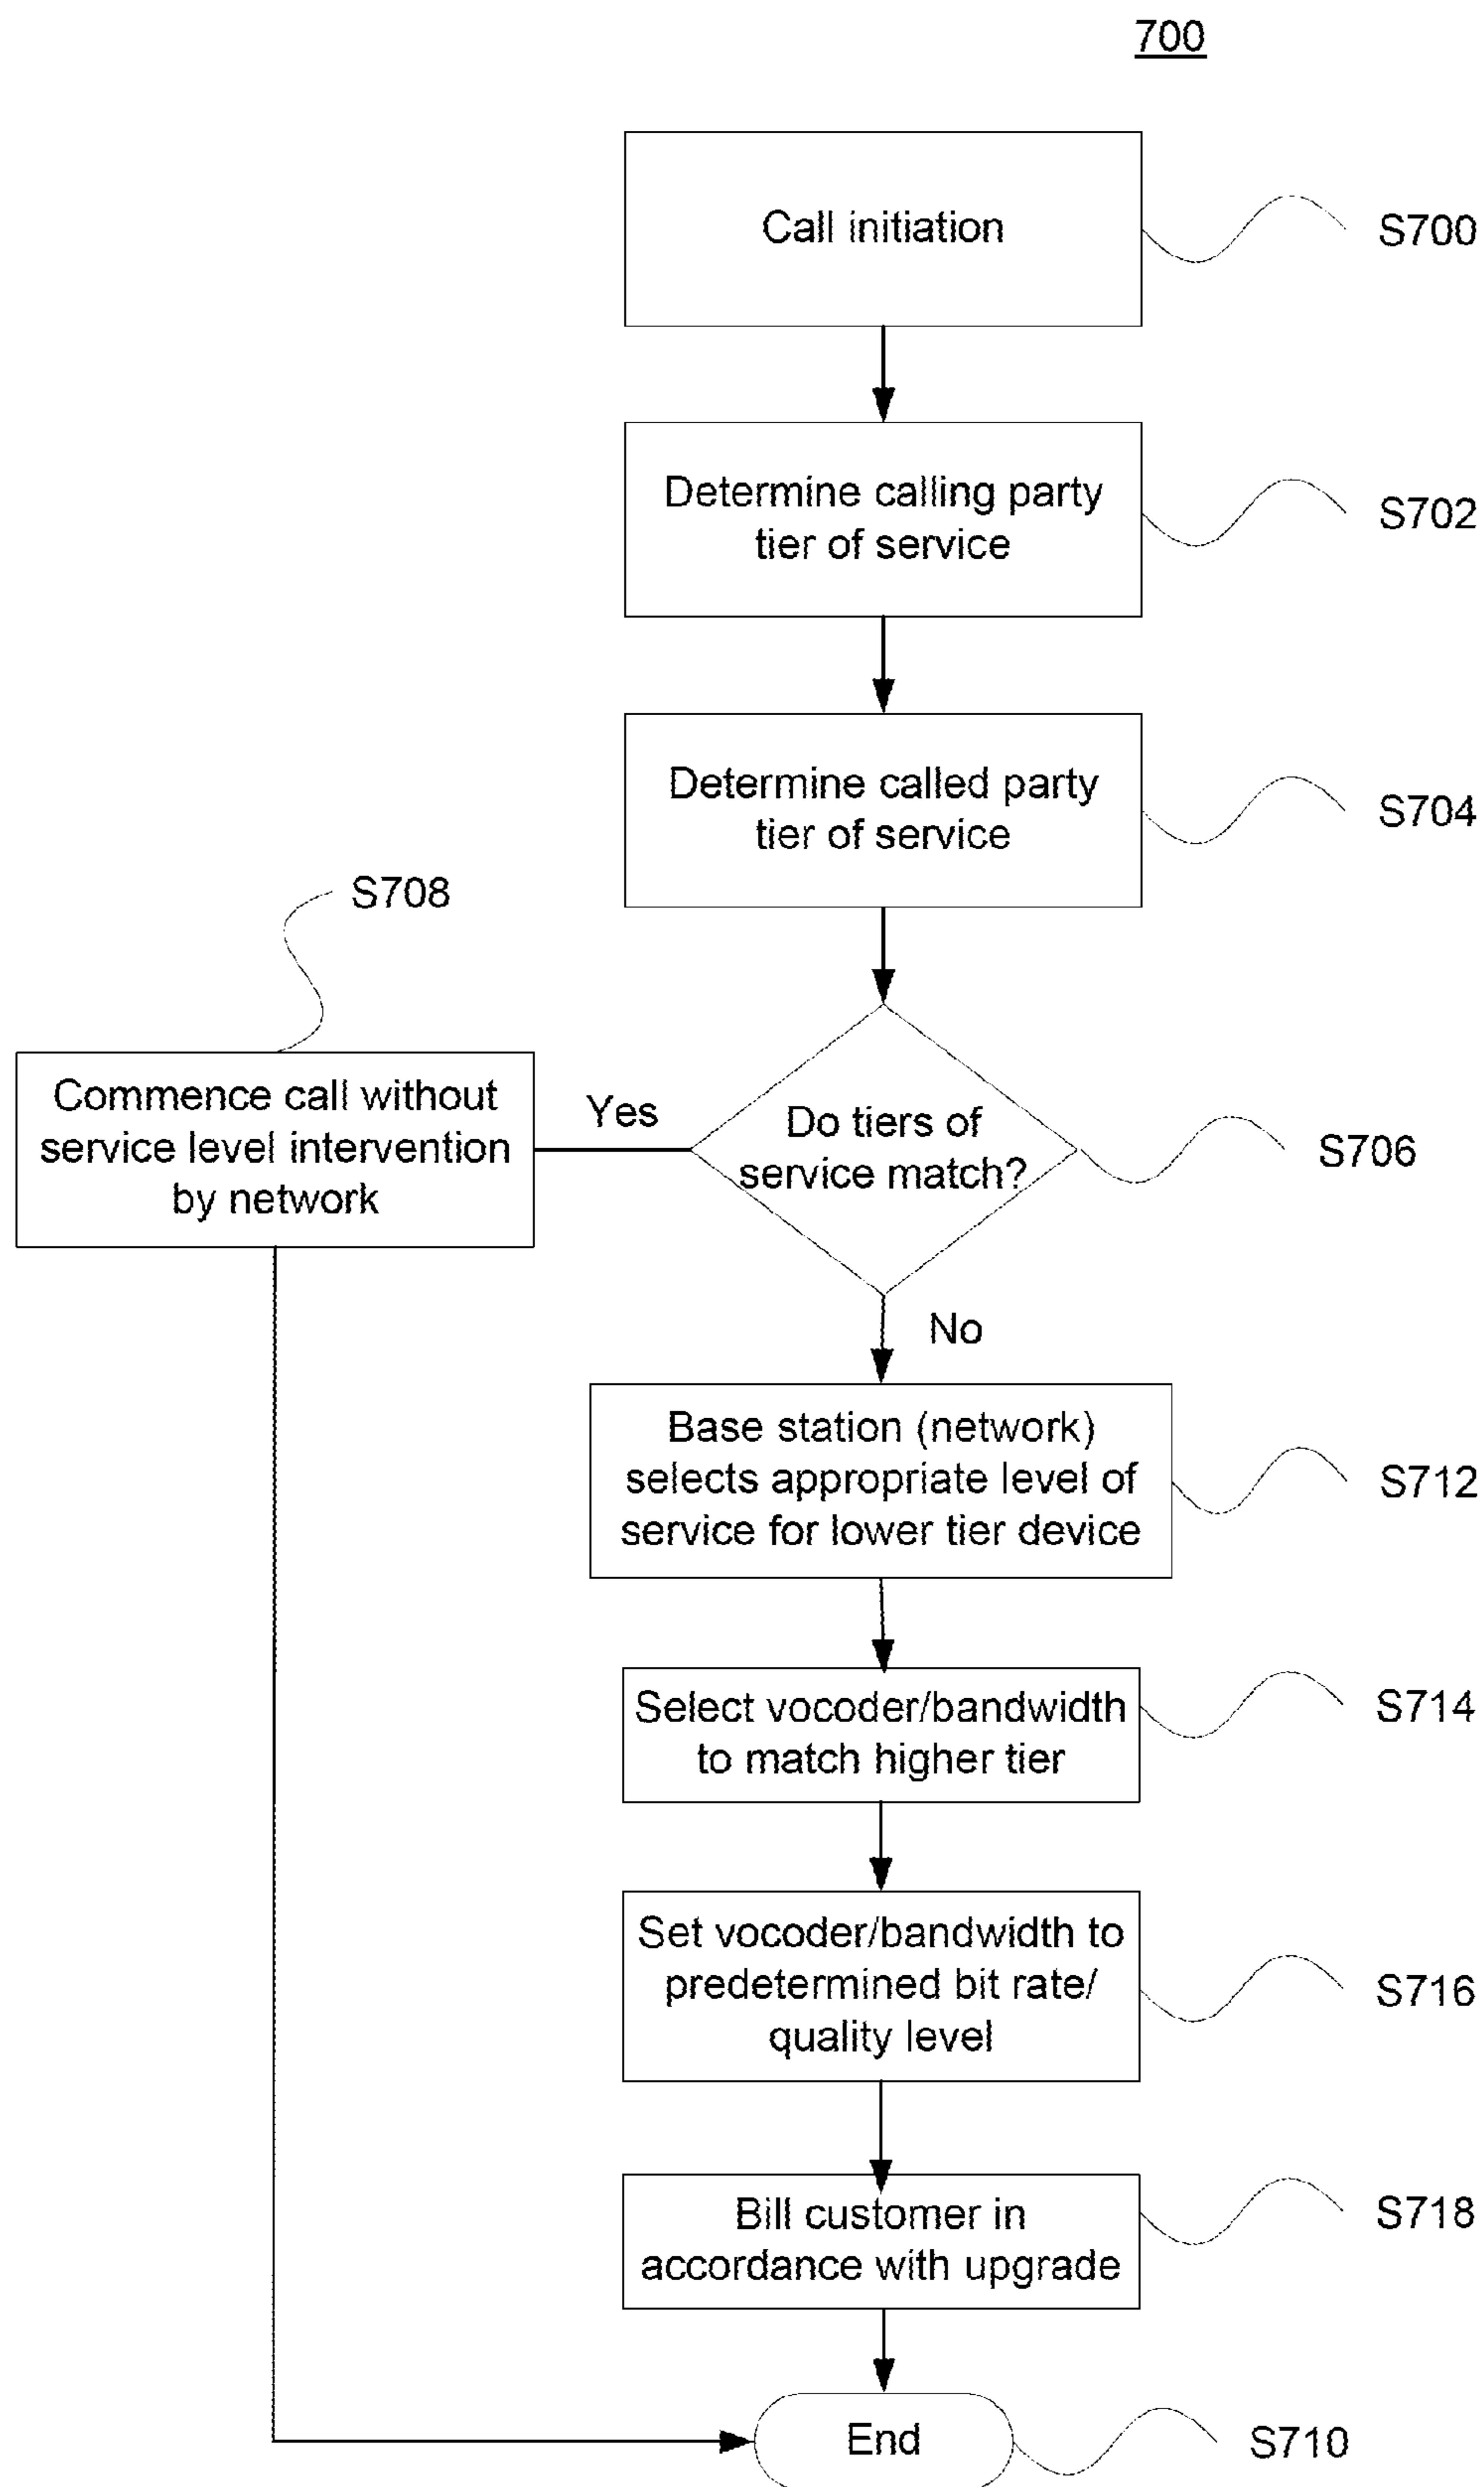 700
Call initiation
S700
Determine calling party
tier of service
S702
Determine called party
tier of service
S704
S708
Commence call without
service level intervention
by network
Yes
Do tiers of
service match?
S706
No
Base station (network)
selects appropriate level of
service for lower tier device
S712
Select vocoder/bandwidth
to match higher tier
S714
Set vocoder/bandwidth to
predetermined bit rate/
quality level
S716
Bill customer in
accordance with upgrade
S718
End
S710